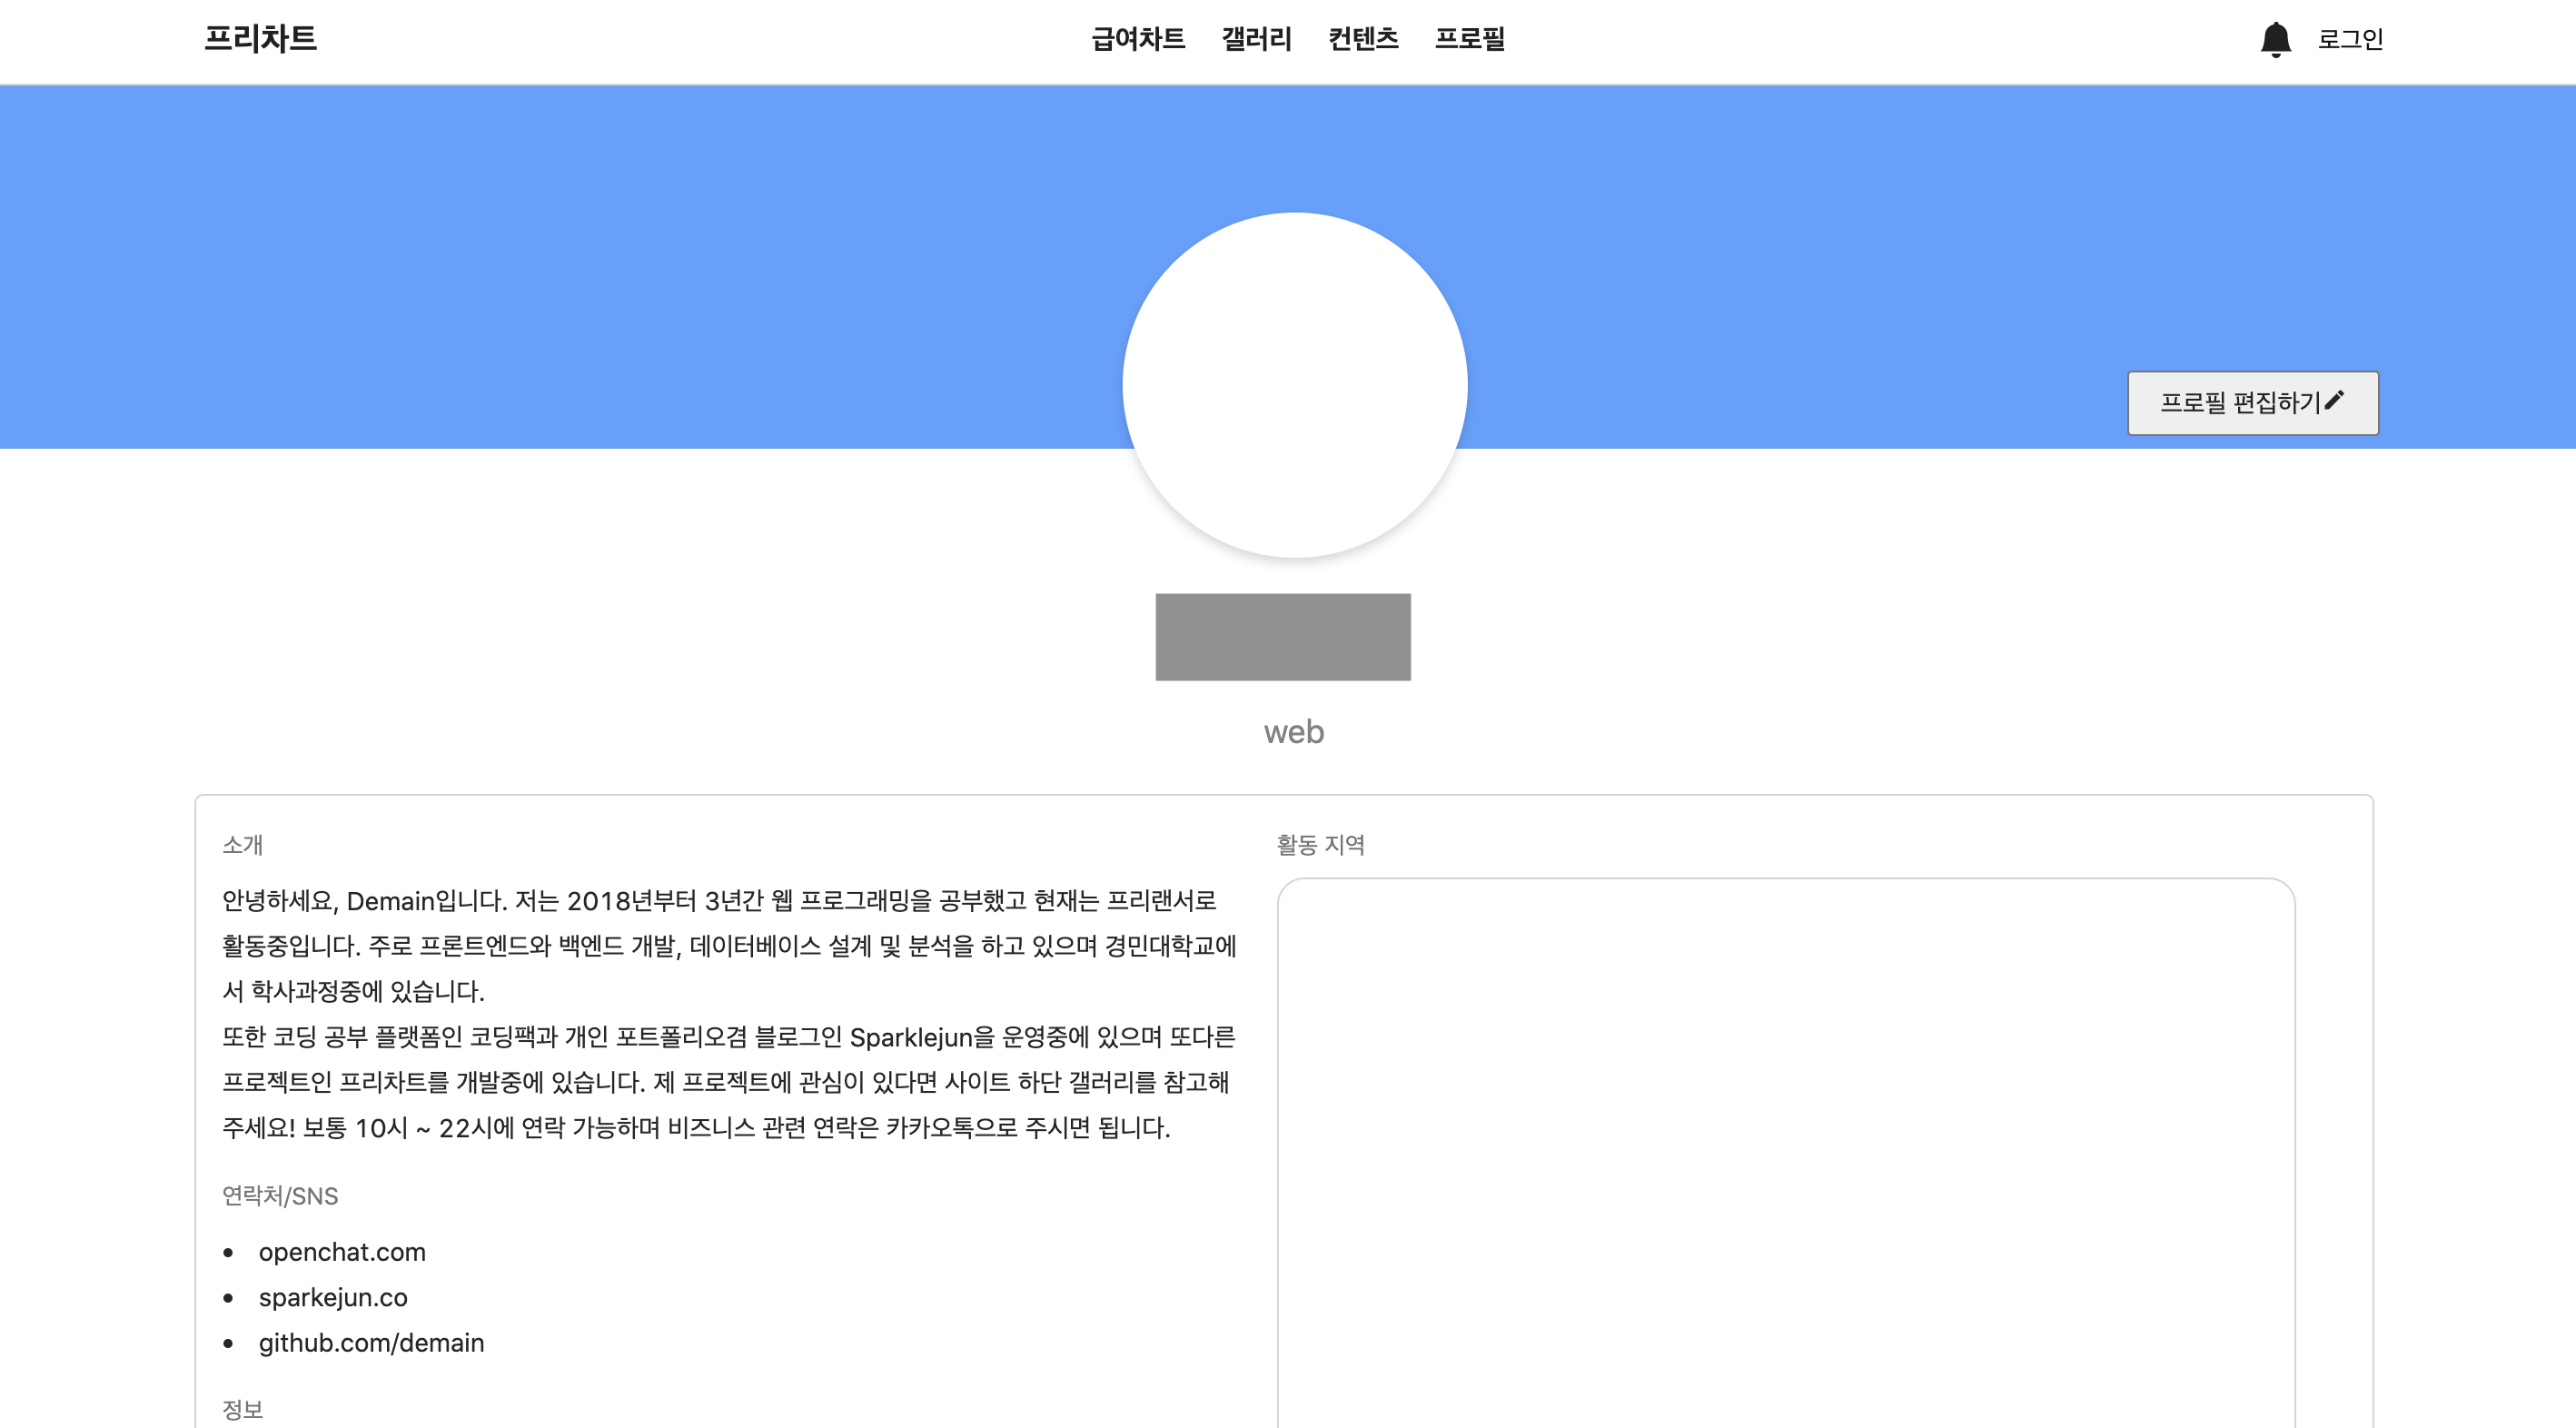 프리차트
급여차트 갤러리 컨텐츠 프로필
로그인
프로필 편집하기
web
소개
안녕하세요, Demain입니다. 저는 2018년부터 3년간 웹 프로그래밍을 공부했고 현재는 프리랜서로
활동중입니다. 주로 프론트엔드와 백엔드 개발, 데이터베이스 설계 및 분석을 하고 있으며 경민대학교에
서 학사과정중에 있습니다.
또한 코딩 공부 플랫폼인 코딩팩과 개인 포트폴리오겸 블로그인 Sparklejun을 운영중에 있으며 또다른
프로젝트인 프리차트를 개발중에 있습니다. 제 프로젝트에 관심이 있다면 사이트 하단 갤러리를 참고해
주세요! 보통 10시 ~ 22시에 연락 가능하며 비즈니스 관련 연락은 카카오톡으로 주시면 됩니다.
연락처/SNS
• openchat.com
• sparkejun.co
• github.com/demain
정보
활동 지역